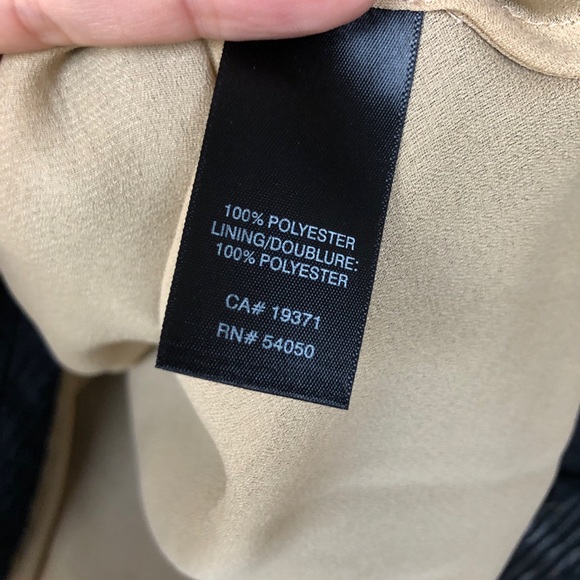 100% POLYESTER
LINING/DOUBLURE:
100% POLYESTER
CA# 19371
RN# 54050